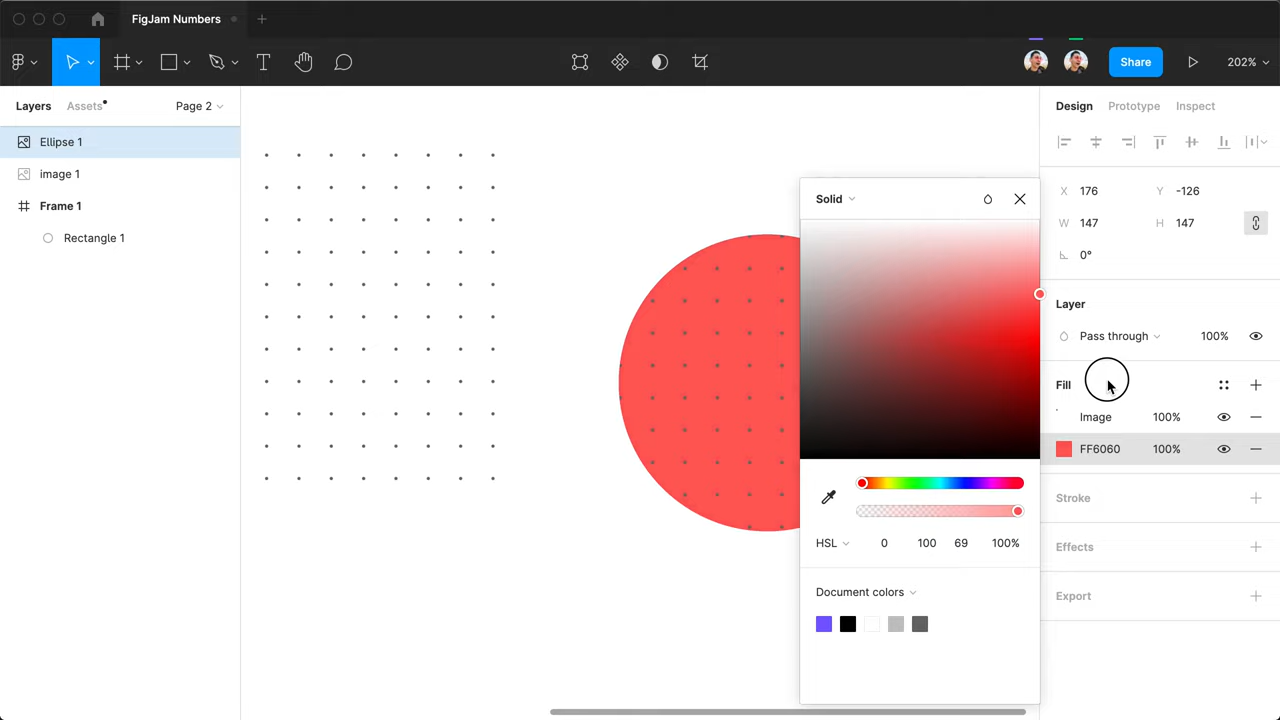 FigJam Numbers
Share
202%
Layers
Assets
Page 2
Ellipse 1
image 1
Frame 1
Rectangle 1
Solid
HSL
0
100
69
100%
Document colors
Design
Prototype
Inspect
X 176
Y -126
W 147
H 147
0°
Layer
Pass through
100%
Fill
Image
100%
FF6060
100%
Stroke
Effects
Export